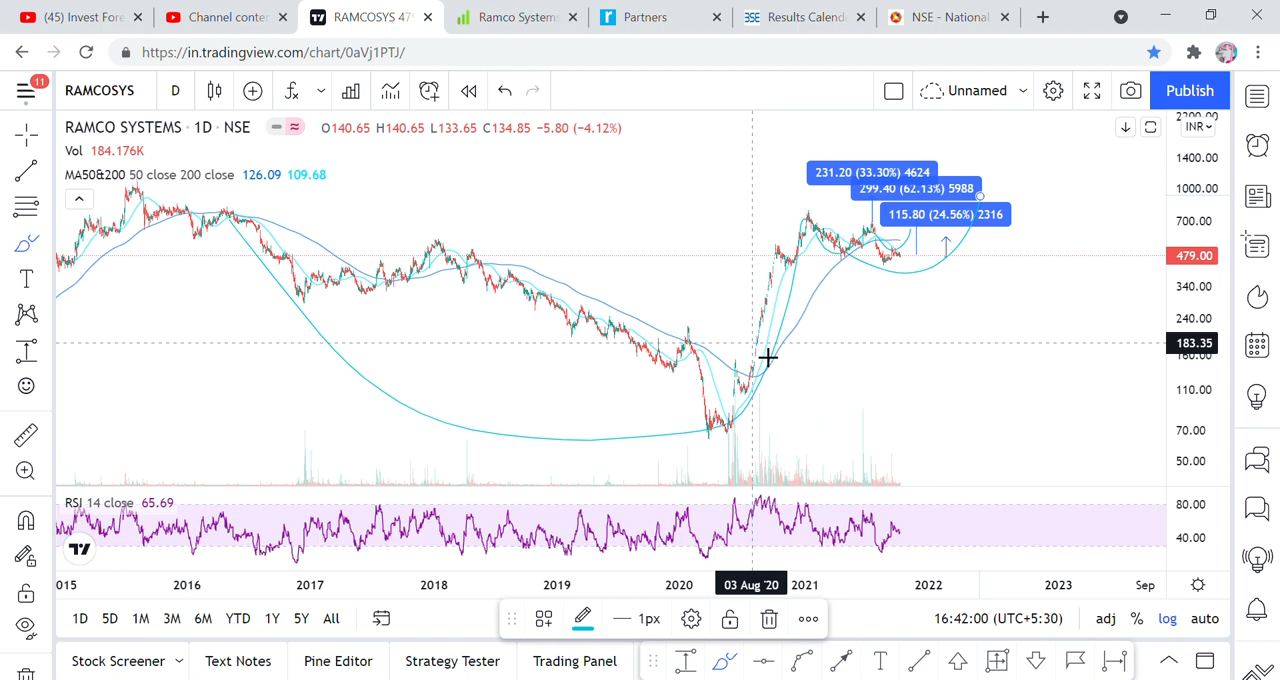 (45) Invest Fore
Channel conten
RAMCOSYS 47
Ramco System
Partners
Results Calend
NSE - National
https://in.tradingview.com/chart/0aVj1PTJ/
11
RAMCOSYS
D
Unnamed
Publish
RAMCO SYSTEMS · 1D · NSE
O140.65 H140.65 L133.65 C134.85 −5.80 (−4.12%)
Vol 184.176K
MA50&200 50 close 200 close 126.09 109.68
INR
2200.00
1400.00
1000.00
700.00
479.00
340.00
240.00
183.35
160.00
110.00
70.00
50.00
231.20 (33.30%) 4624
299.40 (62.13%) 5988
115.80 (24.56%) 2316
RSI 14 close 65.69
80.00
40.00
015
2016
2017
2018
2019
2020
03 Aug '20
2021
2022
2023
Sep
1D 5D 1M 3M 6M YTD 1Y 5Y All
1px
16:42:00 (UTC+5:30)
adj % log auto
Stock Screener
Text Notes
Pine Editor
Strategy Tester
Trading Panel